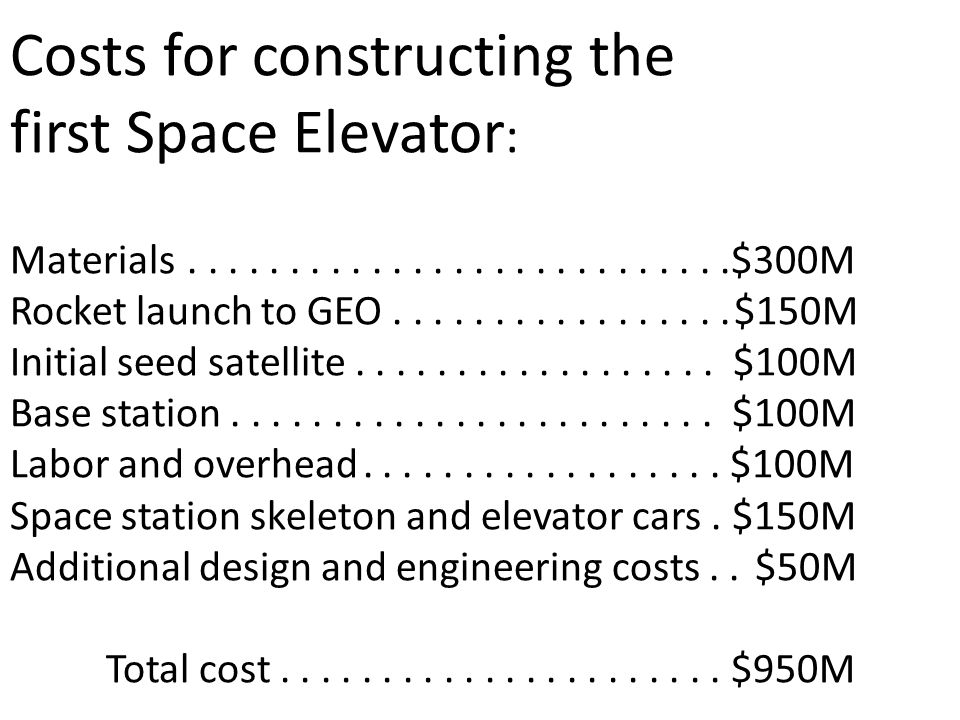 Costs for constructing the
first Space Elevator:
Materials . . . . . . . . . . . . . . . . . . . . . . . . . . .$300M
Rocket launch to GEO . . . . . . . . . . . . . . . . .$150M
Initial seed satellite . . . . . . . . . . . . . . . . . . $100M
Base station . . . . . . . . . . . . . . . . . . . . . . . . $100M
Labor and overhead . . . . . . . . . . . . . . . . . . $100M
Space station skeleton and elevator cars . $150M
Additional design and engineering costs . . $50M
Total cost . . . . . . . . . . . . . . . . . . . . . . $950M